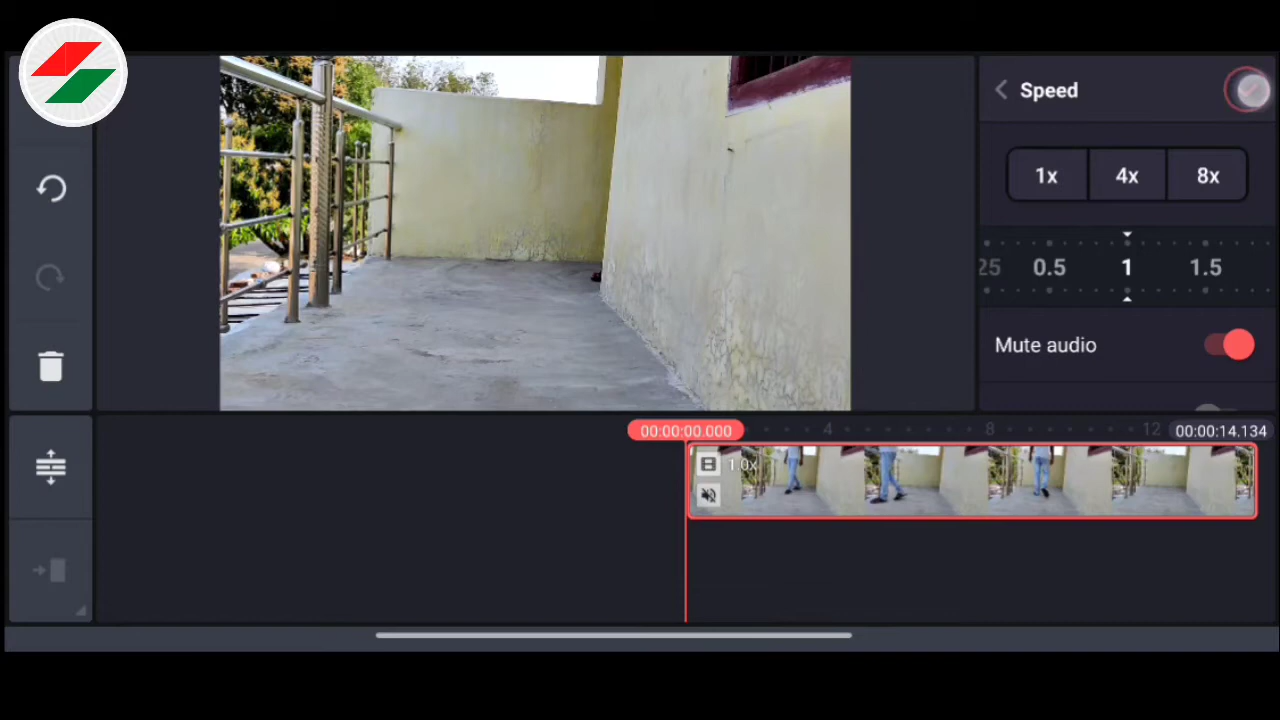 Speed
1x 4x 8x
25 0.5 1 1.5
Mute audio
00:00:00.000 4 8 12 00:00:14.134
1.0x